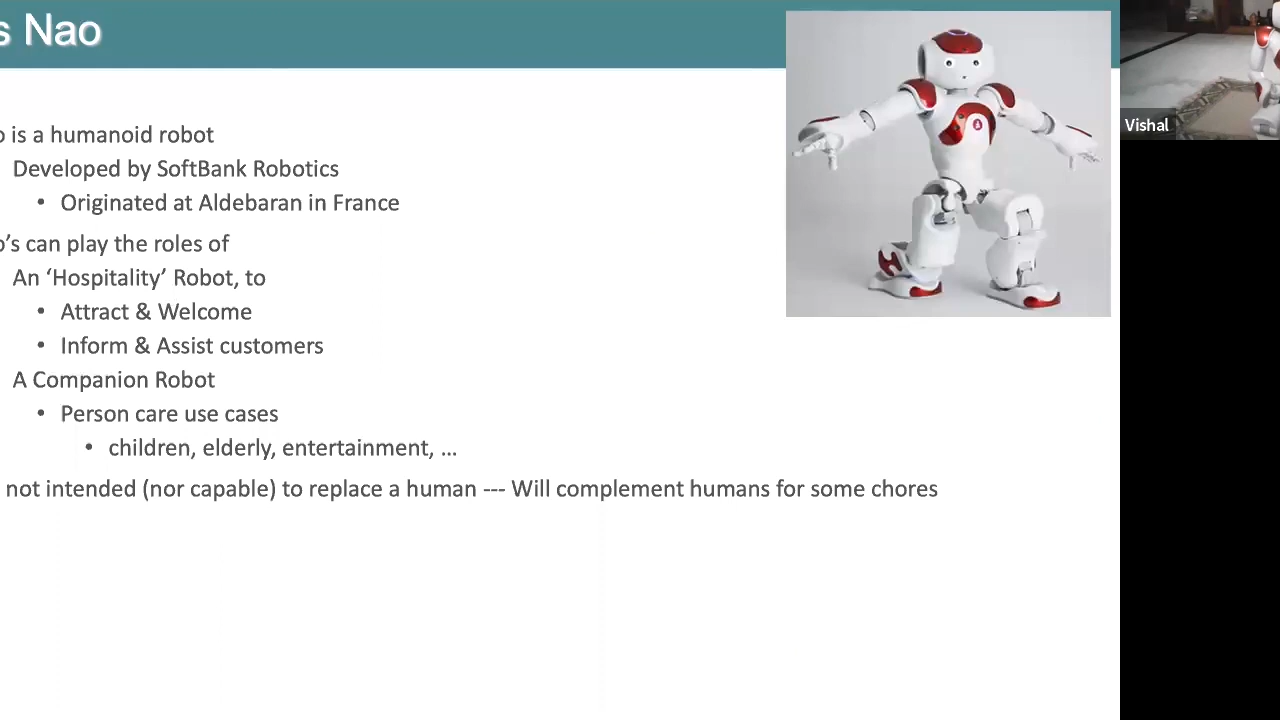 s Nao
o is a humanoid robot
Developed by SoftBank Robotics
• Originated at Aldebaran in France
o’s can play the roles of
An ‘Hospitality’ Robot, to
• Attract & Welcome
• Inform & Assist customers
A Companion Robot
• Person care use cases
• children, elderly, entertainment, ...
not intended (nor capable) to replace a human --- Will complement humans for some chores
Vishal